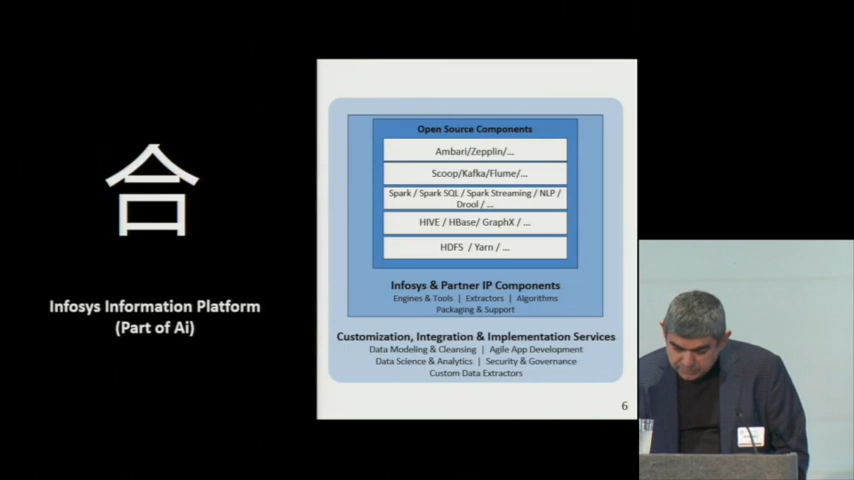 合
Infosys Information Platform
(Part of Ai)
Open Source Components
Ambari/Zepplin/...
Scoop/Kafka/Flume/...
Spark / Spark SQL / Spark Streaming / NLP /
Drool / ...
HIVE / HBase/ GraphX / ...
HDFS / Yarn / ...
Infosys & Partner IP Components
Engines & Tools | Extractors | Algorithms
Packaging & Support
Customization, Integration & Implementation Services
Data Modeling & Cleansing | Agile App Development
Data Science & Analytics | Security & Governance
Custom Data Extractors
6